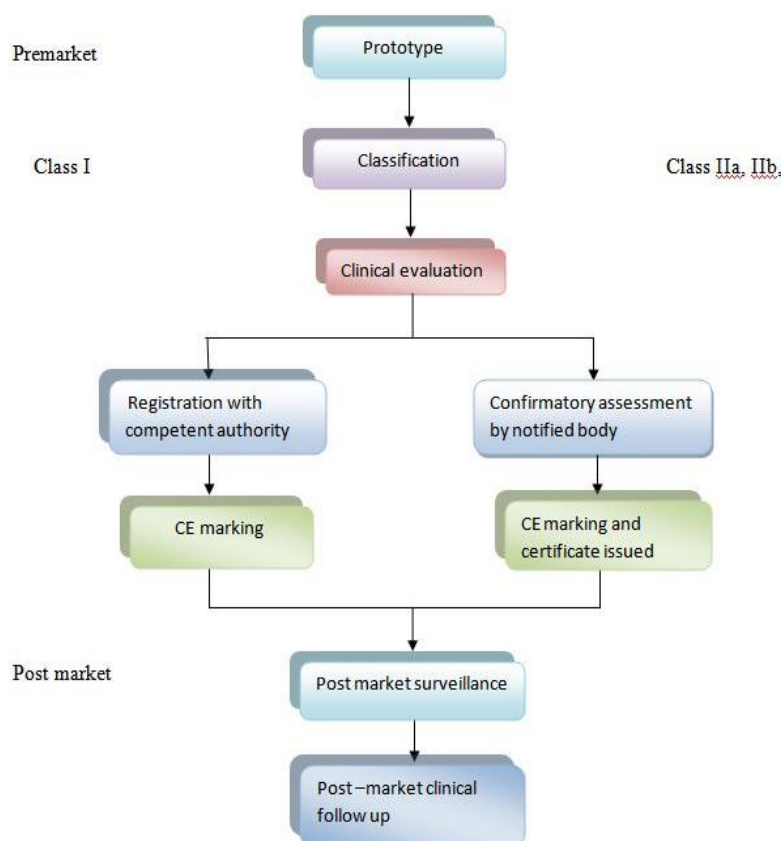 Premarket
Prototype
Class I
Classification
Class IIa, IIb,
Clinical evaluation
Registration with
competent authority
Confirmatory assessment
by notified body
CE marking
CE marking and
certificate issued
Post market
Post market surveillance
Post –market clinical
follow up